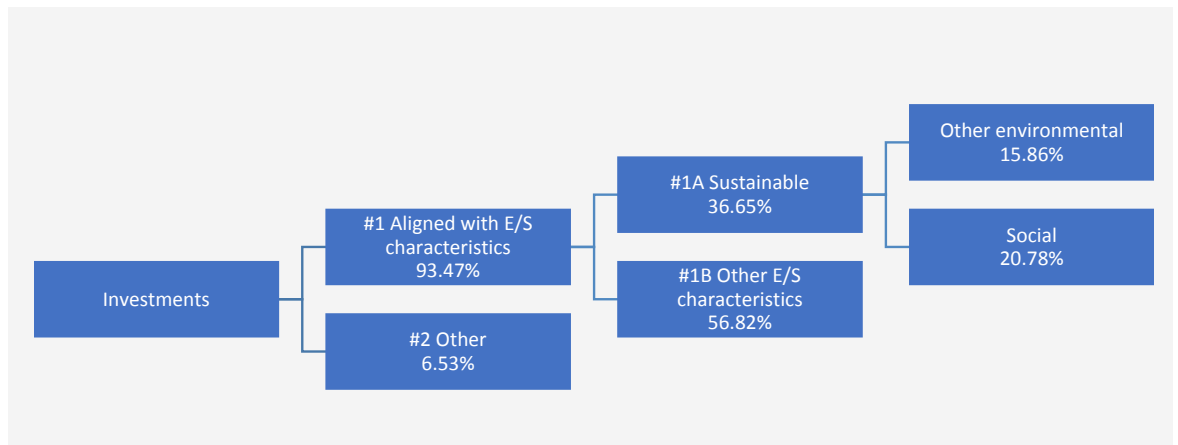 Investments
#1 Aligned with E/S
characteristics
93.47%
#2 Other
6.53%
#1A Sustainable
36.65%
#1B Other E/S
characteristics
56.82%
Other environmental
15.86%
Social
20.78%